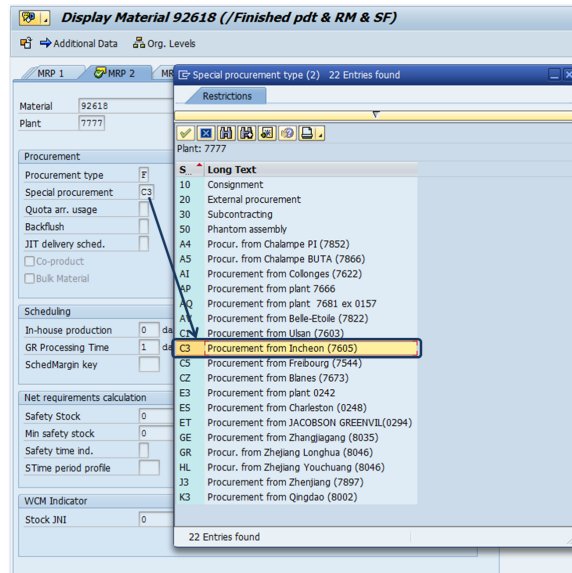 Display Material 92618 (/Finished pdt & RM & SF)
Additional Data Org. Levels
MRP 1 MRP 2 MR
Material 92618
Plant 7777
Procurement
Procurement type F
Special procurement C3
Quota arr. usage
Backflush
JIT delivery sched.
Co-product
Bulk Material
Scheduling
In-house production 0 da
GR Processing Time 1 da
SchedMargin key
Net requirements calculation
Safety Stock 0
Min safety stock 0
Safety time ind.
STime period profile
WCM Indicator
Stock JNI 0
Special procurement type (2) 22 Entries found
Restrictions
Plant: 7777
S.. Long Text
10 Consignment
20 External procurement
30 Subcontracting
50 Phantom assembly
A4 Procur. from Chalampe PI (7852)
A5 Procur. from Chalampe BUTA (7866)
AI Procurement from Collonges (7622)
AP Procurement from plant 7666
AQ Procurement from plant 7681 ex 0157
Procurement from Belle-Etoile (7822)
Procurement from Ulsan (7603)
C3 Procurement from Incheon (7605)
C5 Procurement from Freibourg (7544)
CZ Procurement from Blanes (7673)
E3 Procurement from plant 0242
ES Procurement from Charleston (0248)
ET Procurement from JACOBSON GREENVIL(0294)
GE Procurement from Zhangjiagang (8035)
GR Procur. from Zhejiang Longhua (8046)
HL Procur. from Zhejiang Youchuang (8046)
J3 Procurement from Zhenjiang (7897)
K3 Procurement from Qingdao (8002)
22 Entries found